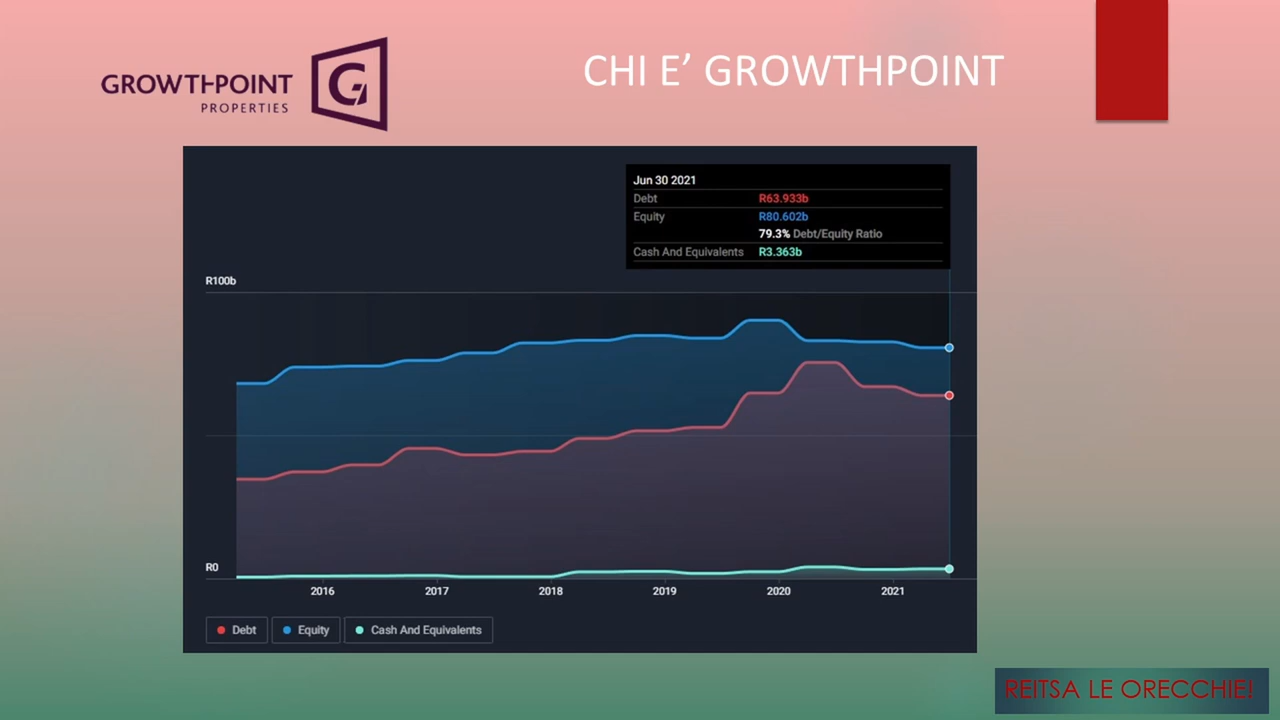 GROWTHPOINT
PROPERTIES
CHI E’ GROWTHPOINT
Jun 30 2021
Debt R63.933b
Equity R80.602b
79.3% Debt/Equity Ratio
Cash And Equivalents R3.363b
R100b
R0
2016 2017 2018 2019 2020 2021
Debt Equity Cash And Equivalents
REITSA LE ORECCHIE!